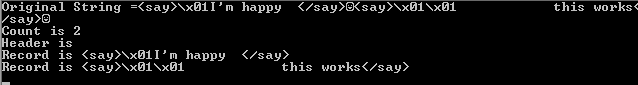 Original String =<say>\x01I'm happy  </say>☺<say>\x01\x01          this works<
/say>☺
Count is 2
Header is
Record is <say>\x01I'm happy  </say>
Record is <say>\x01\x01          this works</say>